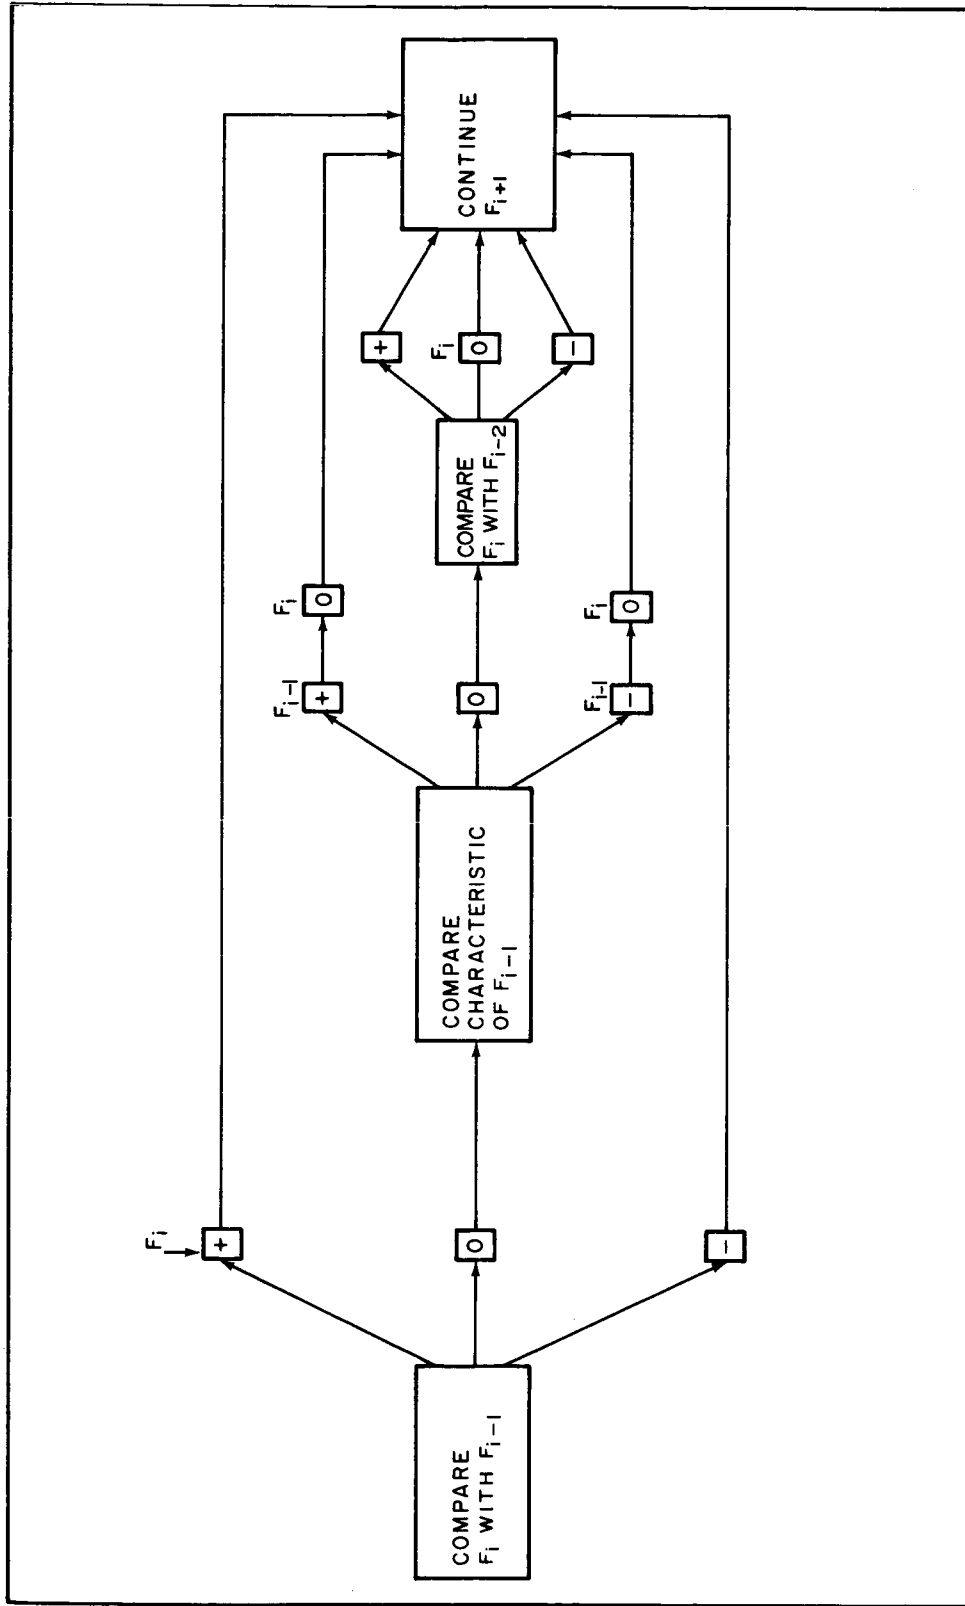 COMPARE
Fi WITH Fi-1
Fi
+
0
-
COMPARE
CHARACTERISTIC
OF Fi-1
Fi-1
+
Fi
0
0
Fi-1
-
Fi
0
COMPARE
Fi WITH Fi-2
+
Fi
0
-
CONTINUE
Fi+1